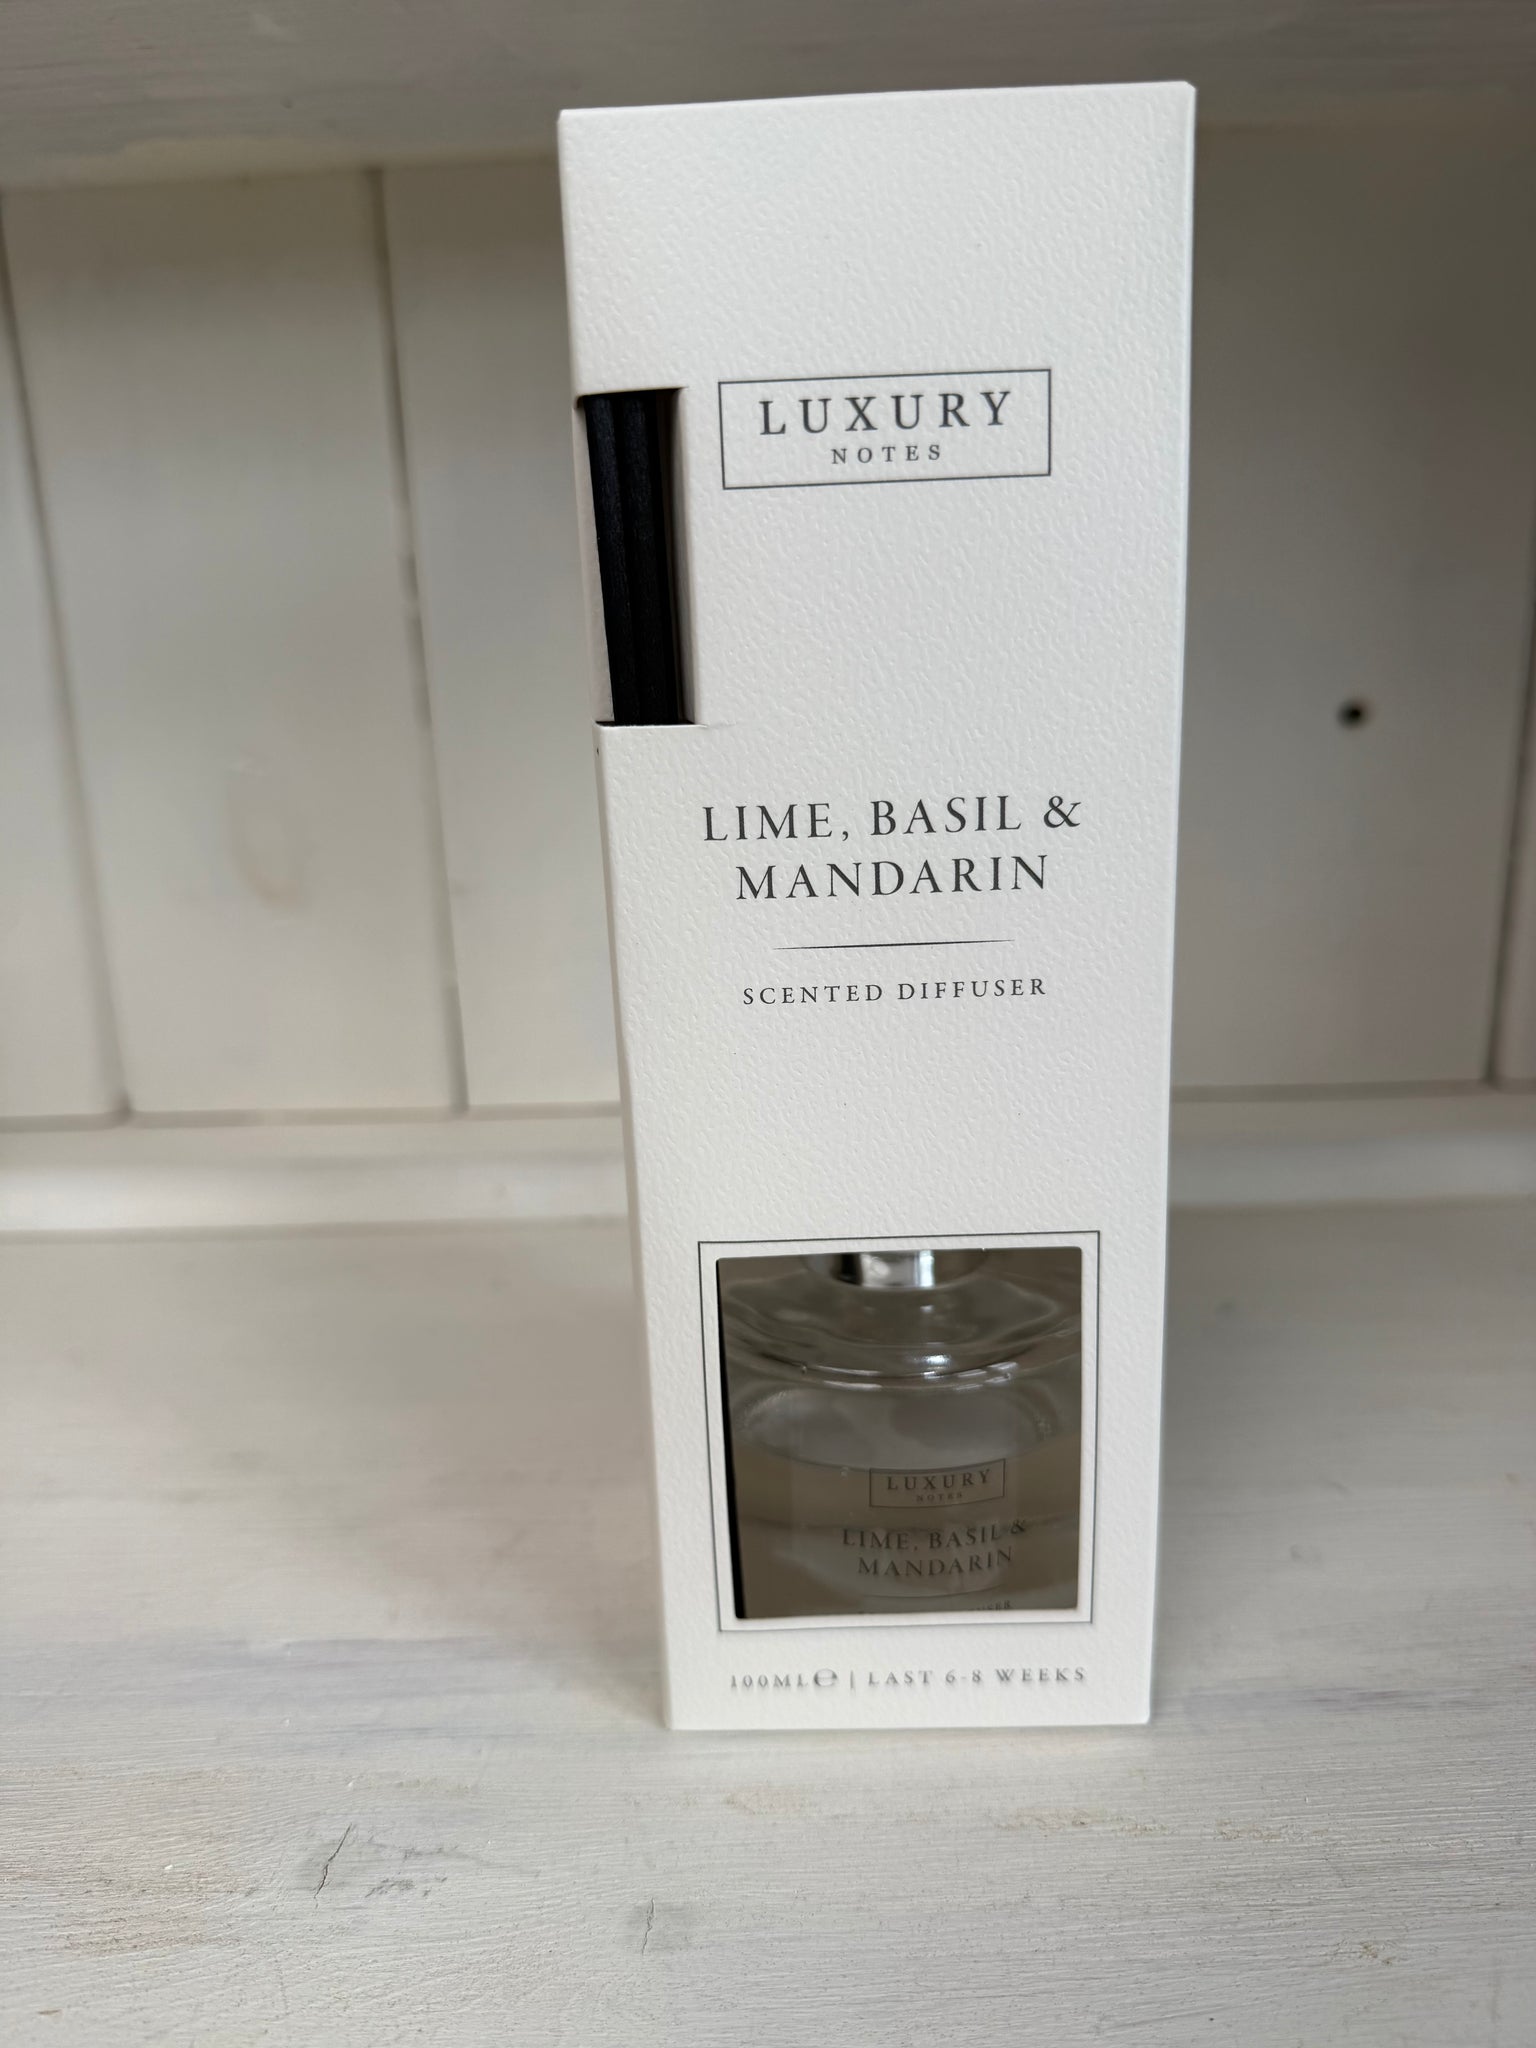 LUXURY
NOTES
LIME, BASIL &
MANDARIN
SCENTED DIFFUSER
LUXURY
NOTES
LIME, BASIL &
MANDARIN
100ML℮ | LAST 6-8 WEEKS